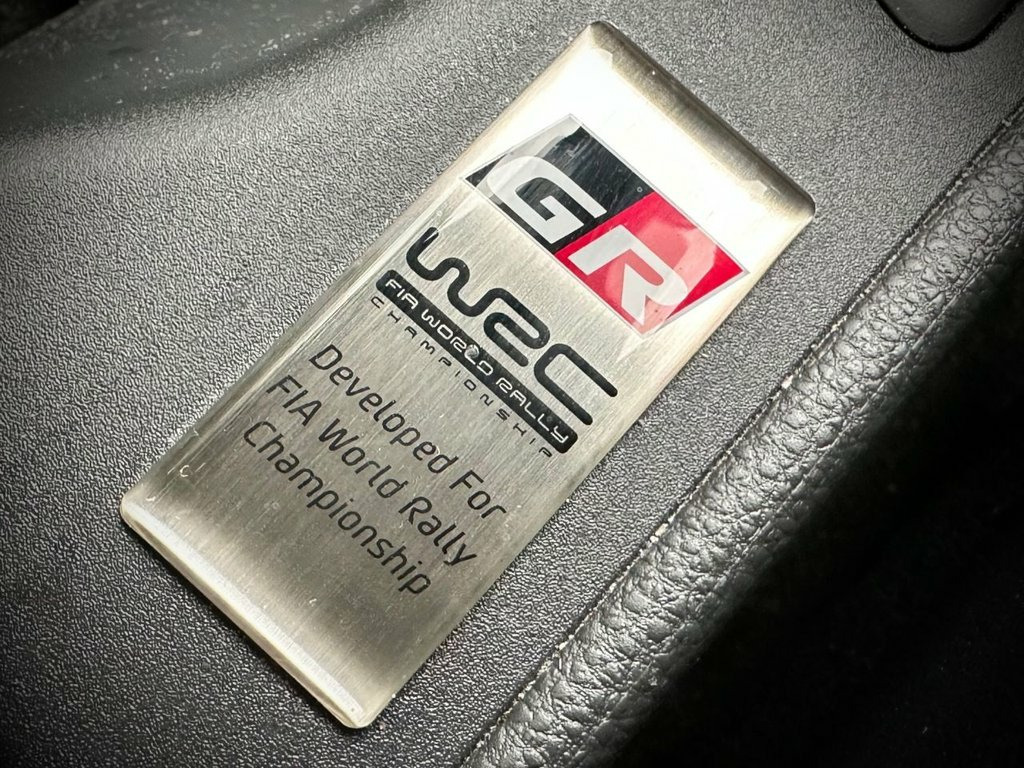 GR
WRC
FIA WORLD RALLY
CHAMPIONSHIP
Developed For
FIA World Rally
Championship